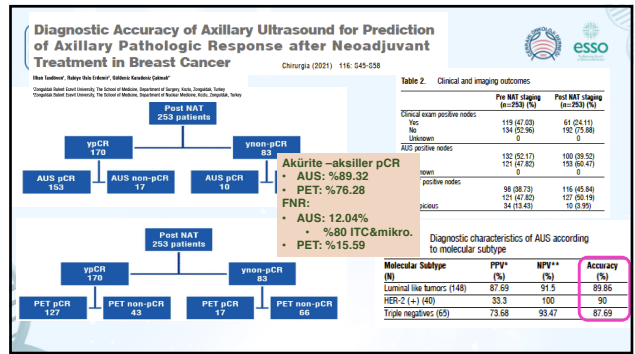 Diagnostic Accuracy of Axillary Ultrasound for Prediction
of Axillary Pathologic Response after Neoadjuvant
Treatment in Breast Cancer
Chirurgia (2021) 116: S45-S58
esso
Post NAT
253 patients
ypCR
170
ynon-pCR
83
AUS pCR
153
AUS non-pCR
17
AUS pCR
10
Akürite –aksiller pCR
• AUS: %89.32
• PET: %76.28
FNR:
• AUS: 12.04%
• %80 ITC&mikro.
• PET: %15.59
Post NAT
253 patients
ypCR
170
ynon-pCR
83
PET pCR
127
PET non-pCR
43
PET pCR
17
PET non-pCR
66
Table 2. Clinical and imaging outcomes
Pre NAT staging Post NAT staging
(n=253) (%) (n=253) (%)
Clinical exam positive nodes
Yes 119 (47.03) 61 (24.11)
No 134 (52.96) 192 (75.88)
Unknown 0 0
AUS positive nodes
132 (52.17) 100 (39.52)
121 (47.82) 153 (60.47)
nown 0 0
positive nodes
98 (38.73) 116 (45.84)
121 (47.82) 127 (50.19)
picious 34 (13.43) 10 (3.95)
Diagnostic characteristics of AUS according
to molecular subtype
Molecular Subtype PPV* NPV** Accuracy
(N) (%) (%) (%)
Luminal like tumors (148) 87.69 91.5 89.86
HER-2 (+) (40) 33.3 100 90
Triple negatives (65) 73.68 93.47 87.69